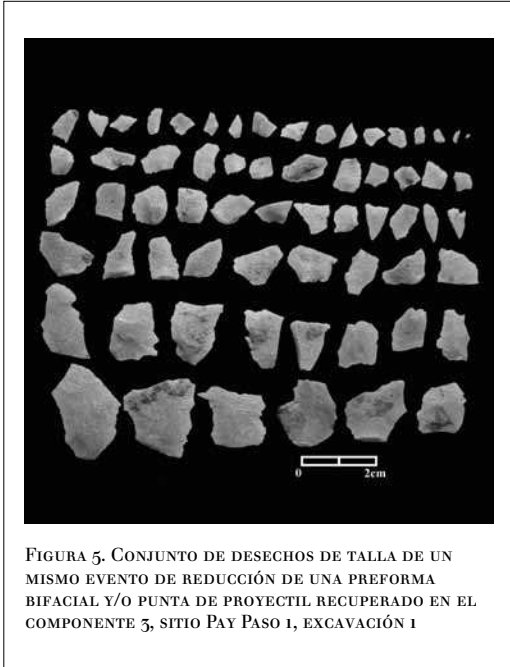 0 2cm
FIGURA 5. CONJUNTO DE DESECHOS DE TALLA DE UN
MISMO EVENTO DE REDUCCIÓN DE UNA PREFORMA
BIFACIAL Y/O PUNTA DE PROYECTIL RECUPERADO EN EL
COMPONENTE 3, SITIO PAY PASO 1, EXCAVACIÓN 1